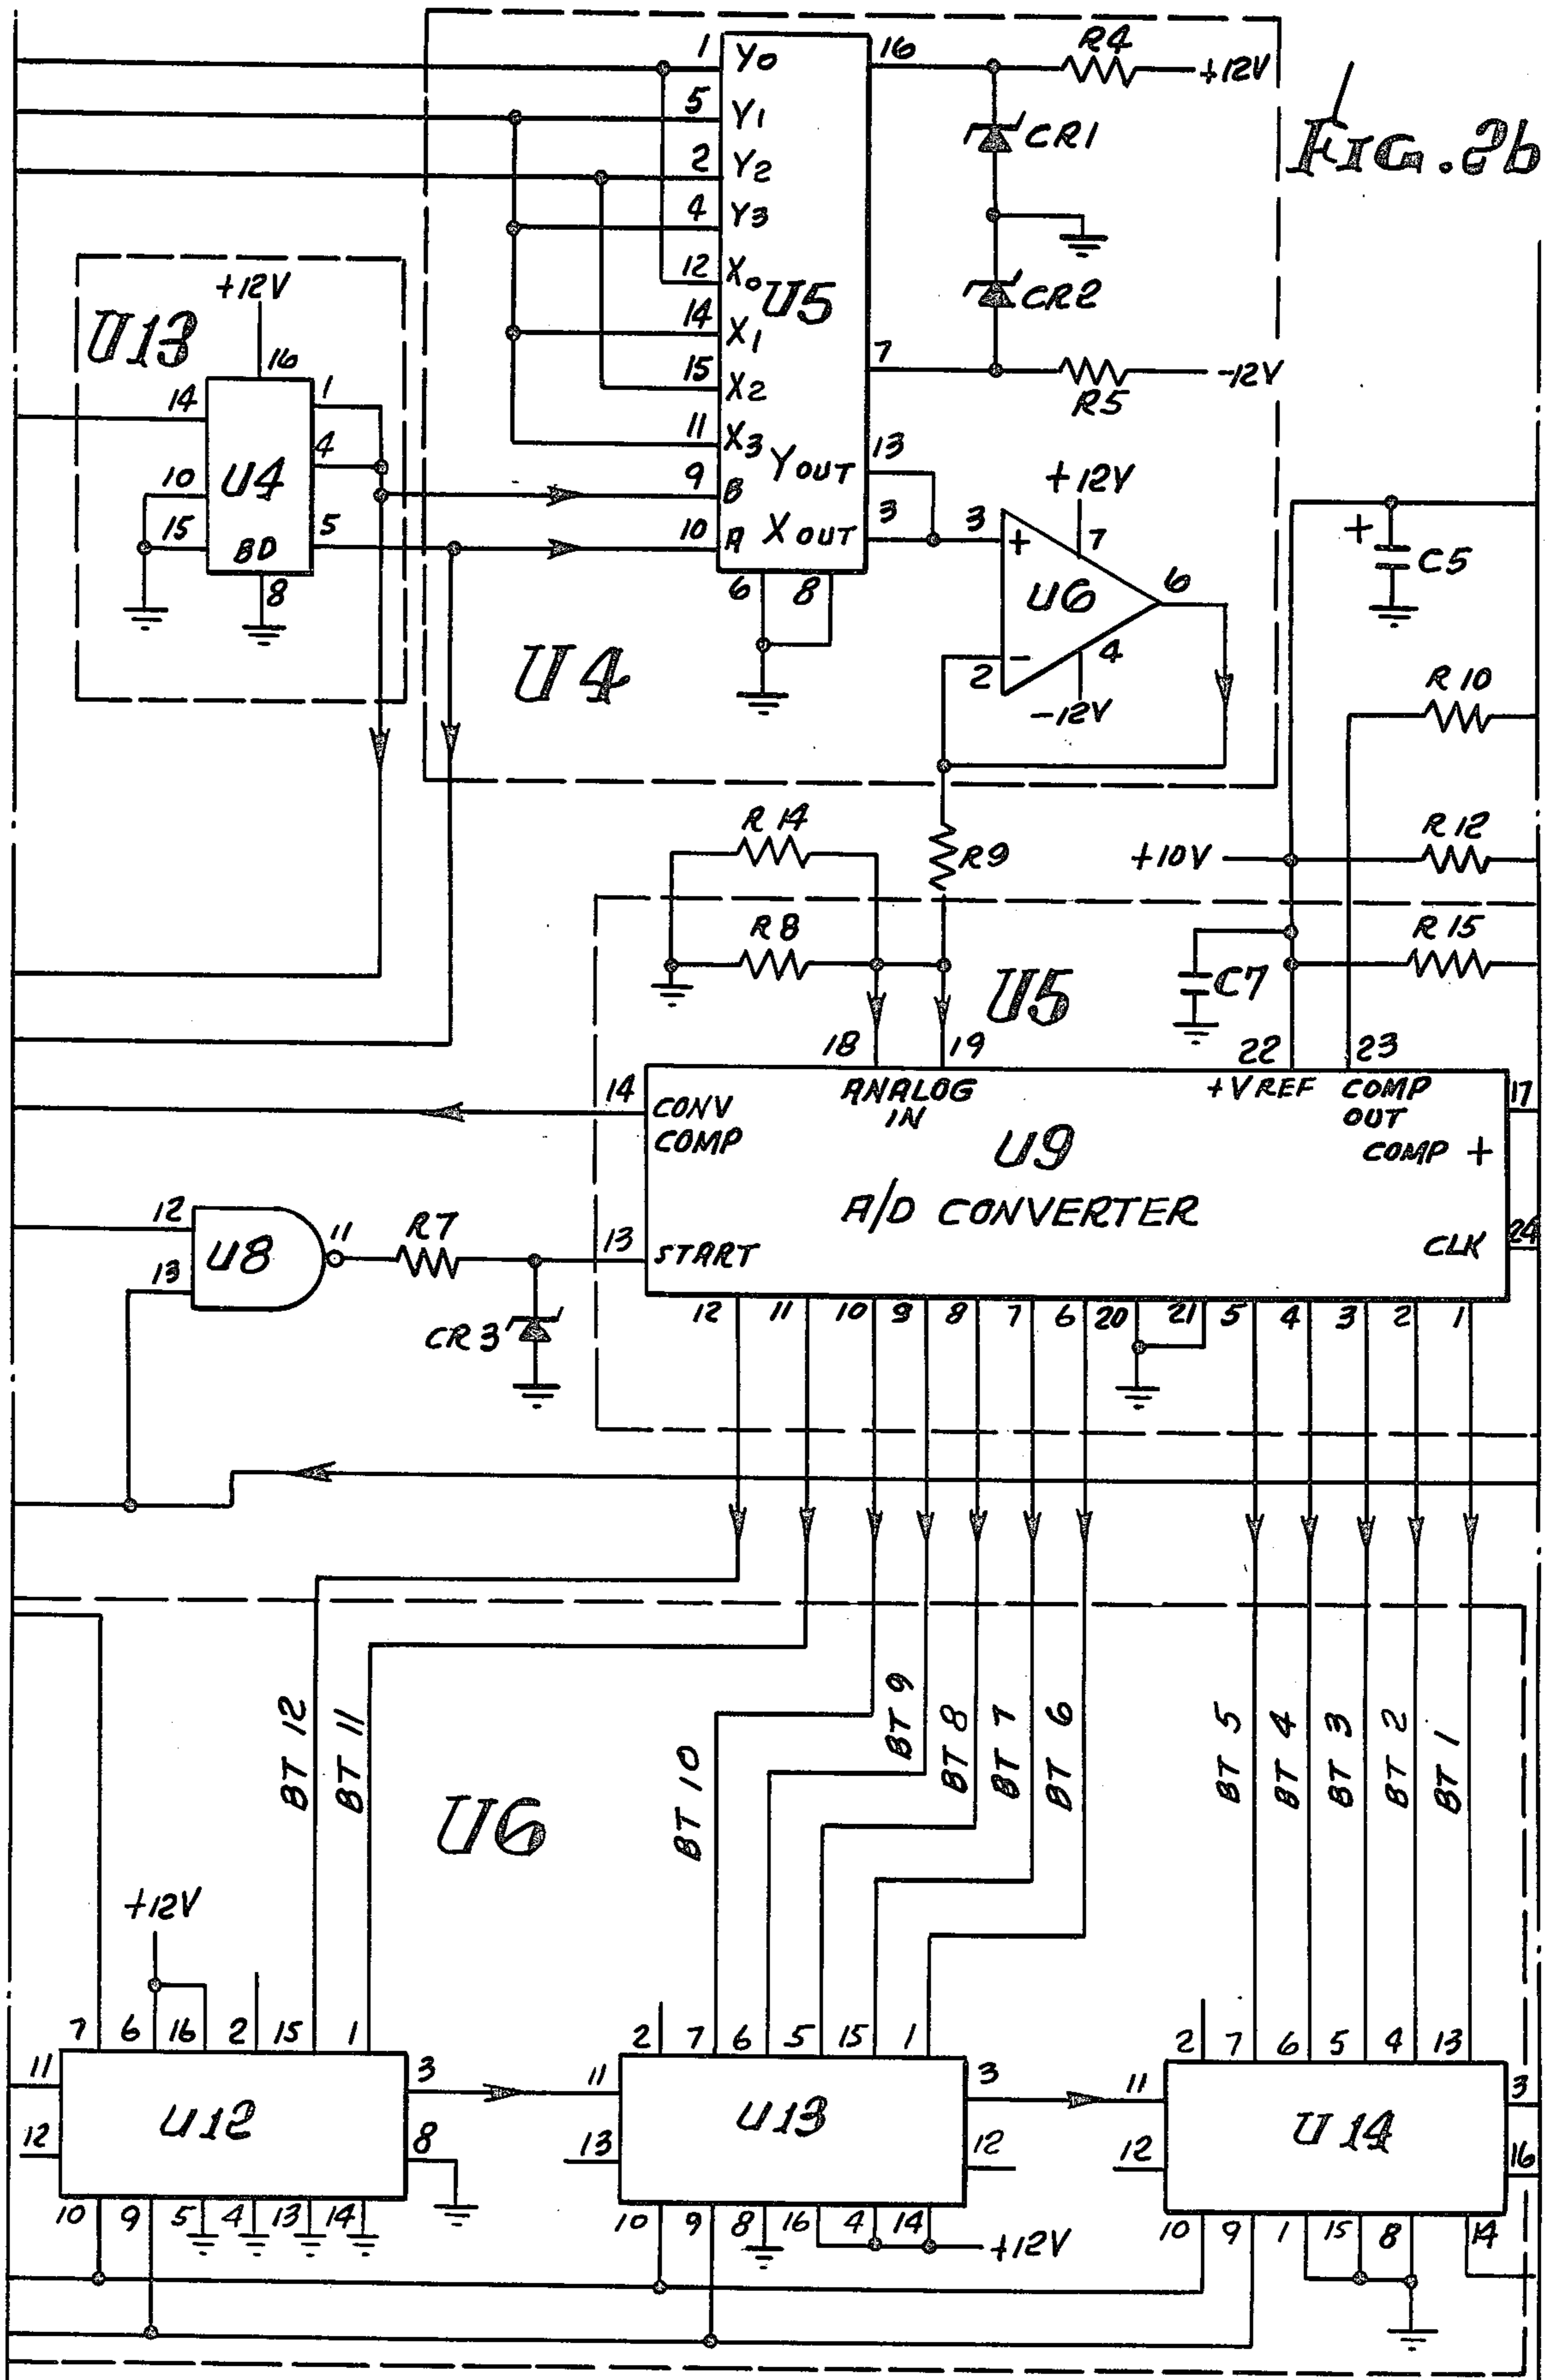 FIG. 2b
1 Y0
5 Y1
2 Y2
4 Y3
12 X0
14 X1
15 X2
11 X3
9 B
10 A
U5
YOUT 13
XOUT 3
16
7
6 8
R4
+12V
CR1
CR2
R5
-12V
U13
+12V
16
14
1
4
10
15
5
U4
BD
8
U4
3 +
+12V
7
U6
6
2 -
4
-12V
+
C5
R 10
R 14
R9
+10V
R 12
R8
U5
C7
R 15
18 19 22 23
14 CONV COMP
ANALOG IN
+VREF
COMP OUT
17
COMP +
U9
A/D CONVERTER
CLK 24
13 START
12
13
U8
11
R7
CR3
12 11 10 9 8 7 6 20 21 5 4 3 2 1
BT 12
BT 11
BT 10
BT 9
BT 8
BT 7
BT 6
BT 5
BT 4
BT 3
BT 2
BT 1
U6
+12V
7 6 16 2 15 1
11
12
U12
3
8
10 9 5 4 13 14
2 7 6 5 15 1
11
13
U13
3
12
10 9 8 16 4 14
+12V
2 7 6 5 4 13
11
12
U14
3
16
10 9 1 15 8 14